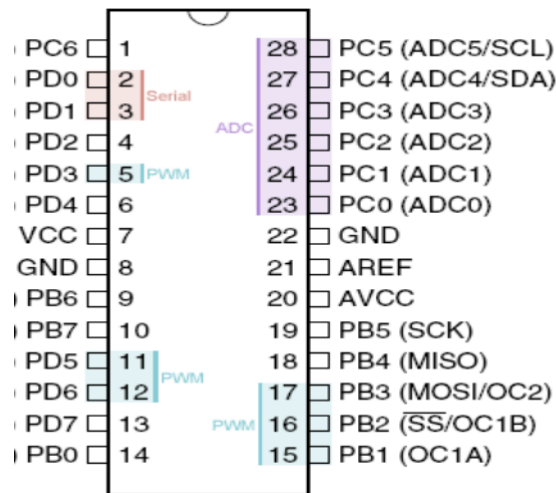 PC6 1 28 PC5 (ADC5/SCL)
PD0 2 Serial 27 PC4 (ADC4/SDA)
PD1 3 26 PC3 (ADC3)
PD2 4 ADC 25 PC2 (ADC2)
PD3 5 PWM 24 PC1 (ADC1)
PD4 6 23 PC0 (ADC0)
VCC 7 22 GND
GND 8 21 AREF
PB6 9 20 AVCC
PB7 10 19 PB5 (SCK)
PD5 11 PWM 18 PB4 (MISO)
PD6 12 17 PB3 (MOSI/OC2)
PD7 13 PWM 16 PB2 (SS/OC1B)
PB0 14 15 PB1 (OC1A)